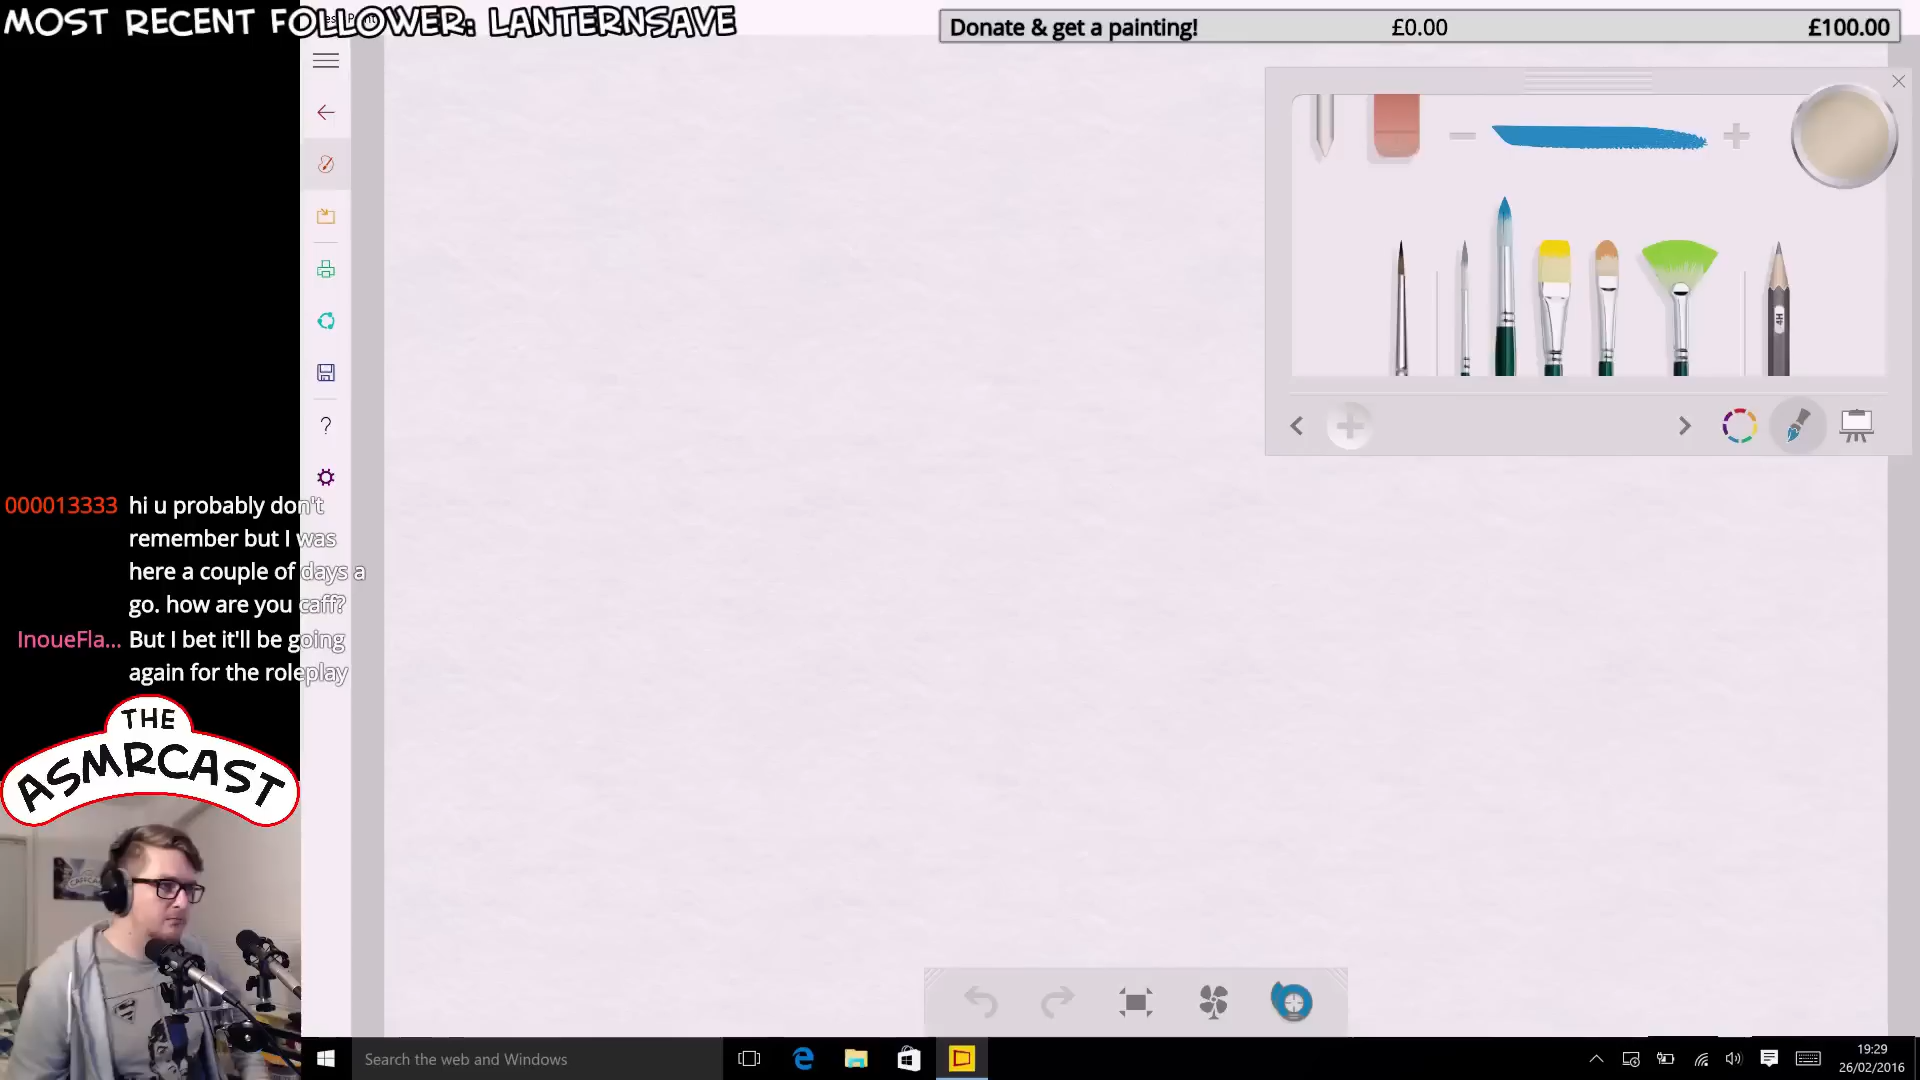 MOST RECENT FOLLOWER: LANTERNSAVE
Donate & get a painting! £0.00 £100.00
4H
000013333 hi u probably don't
remember but I was
here a couple of days a
go. how are you caff?
InoueFla... But I bet it'll be going
again for the roleplay
THE
ASMRCAST
Search the web and Windows
19:29
26/02/2016